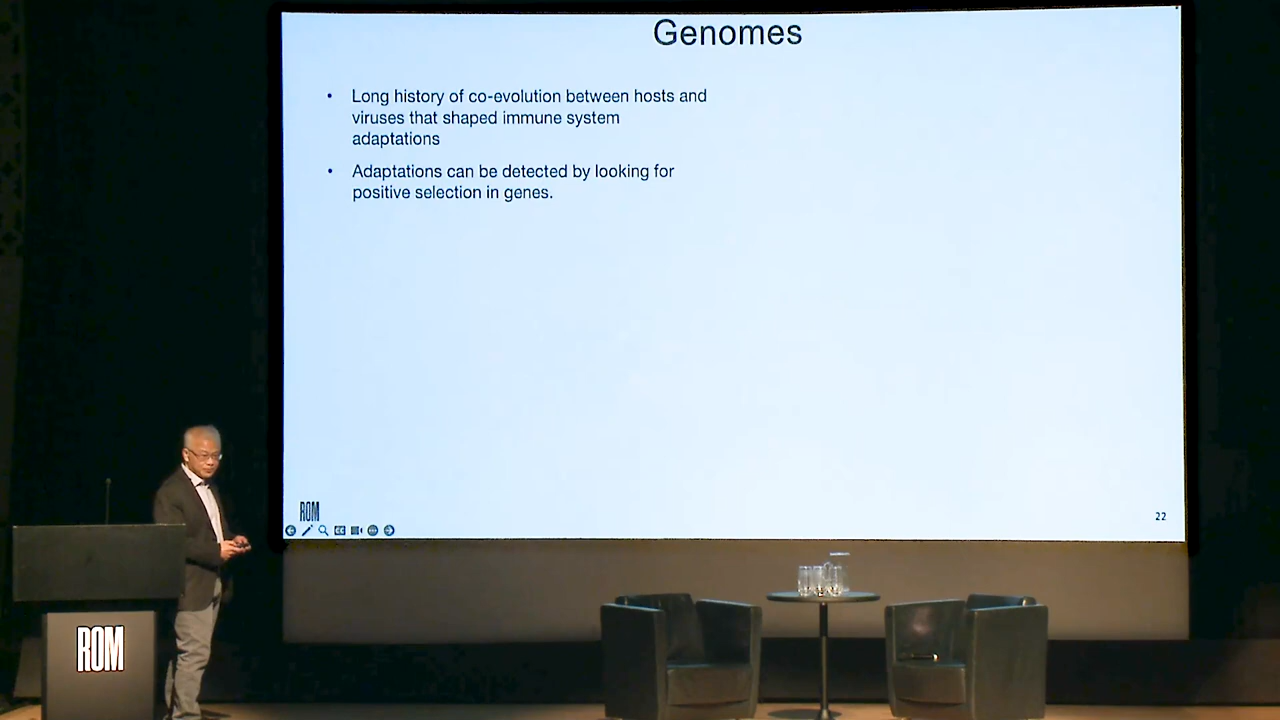 Genomes
• Long history of co-evolution between hosts and
viruses that shaped immune system
adaptations
• Adaptations can be detected by looking for
positive selection in genes.
ROM
22
ROM